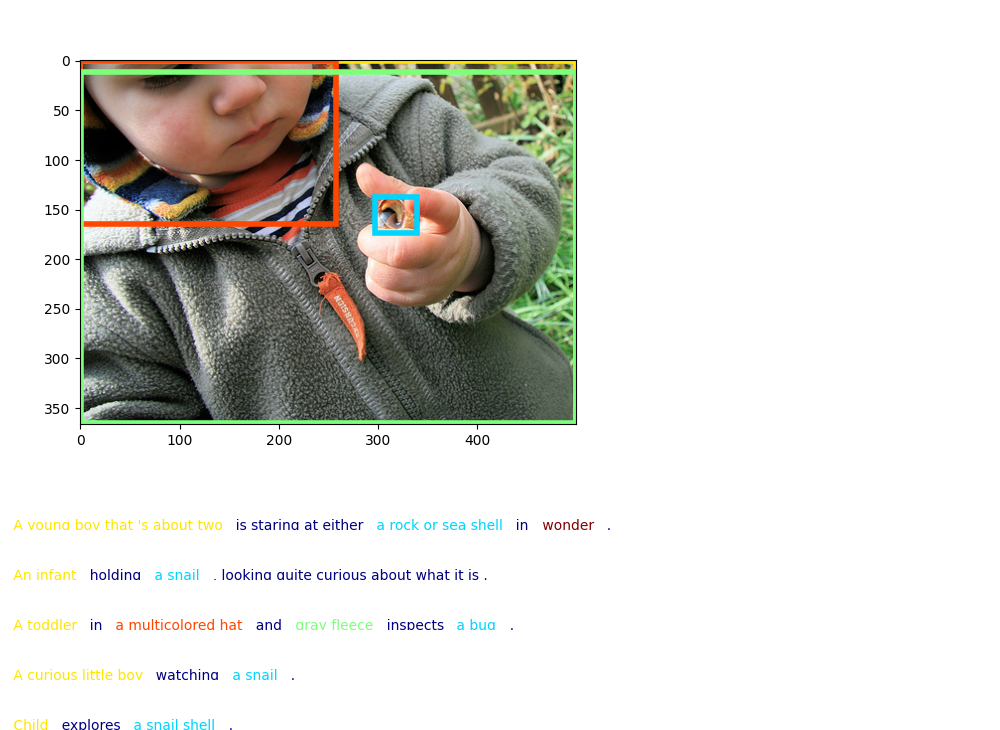 0
50
100
150
200
250
300
350
0 100 200 300 400
A young boy that 's about two is staring at either a rock or sea shell in wonder .
An infant holding a snail , looking quite curious about what it is .
A toddler in a multicolored hat and gray fleece inspects a bug .
A curious little boy watching a snail .
Child explores a snail shell .